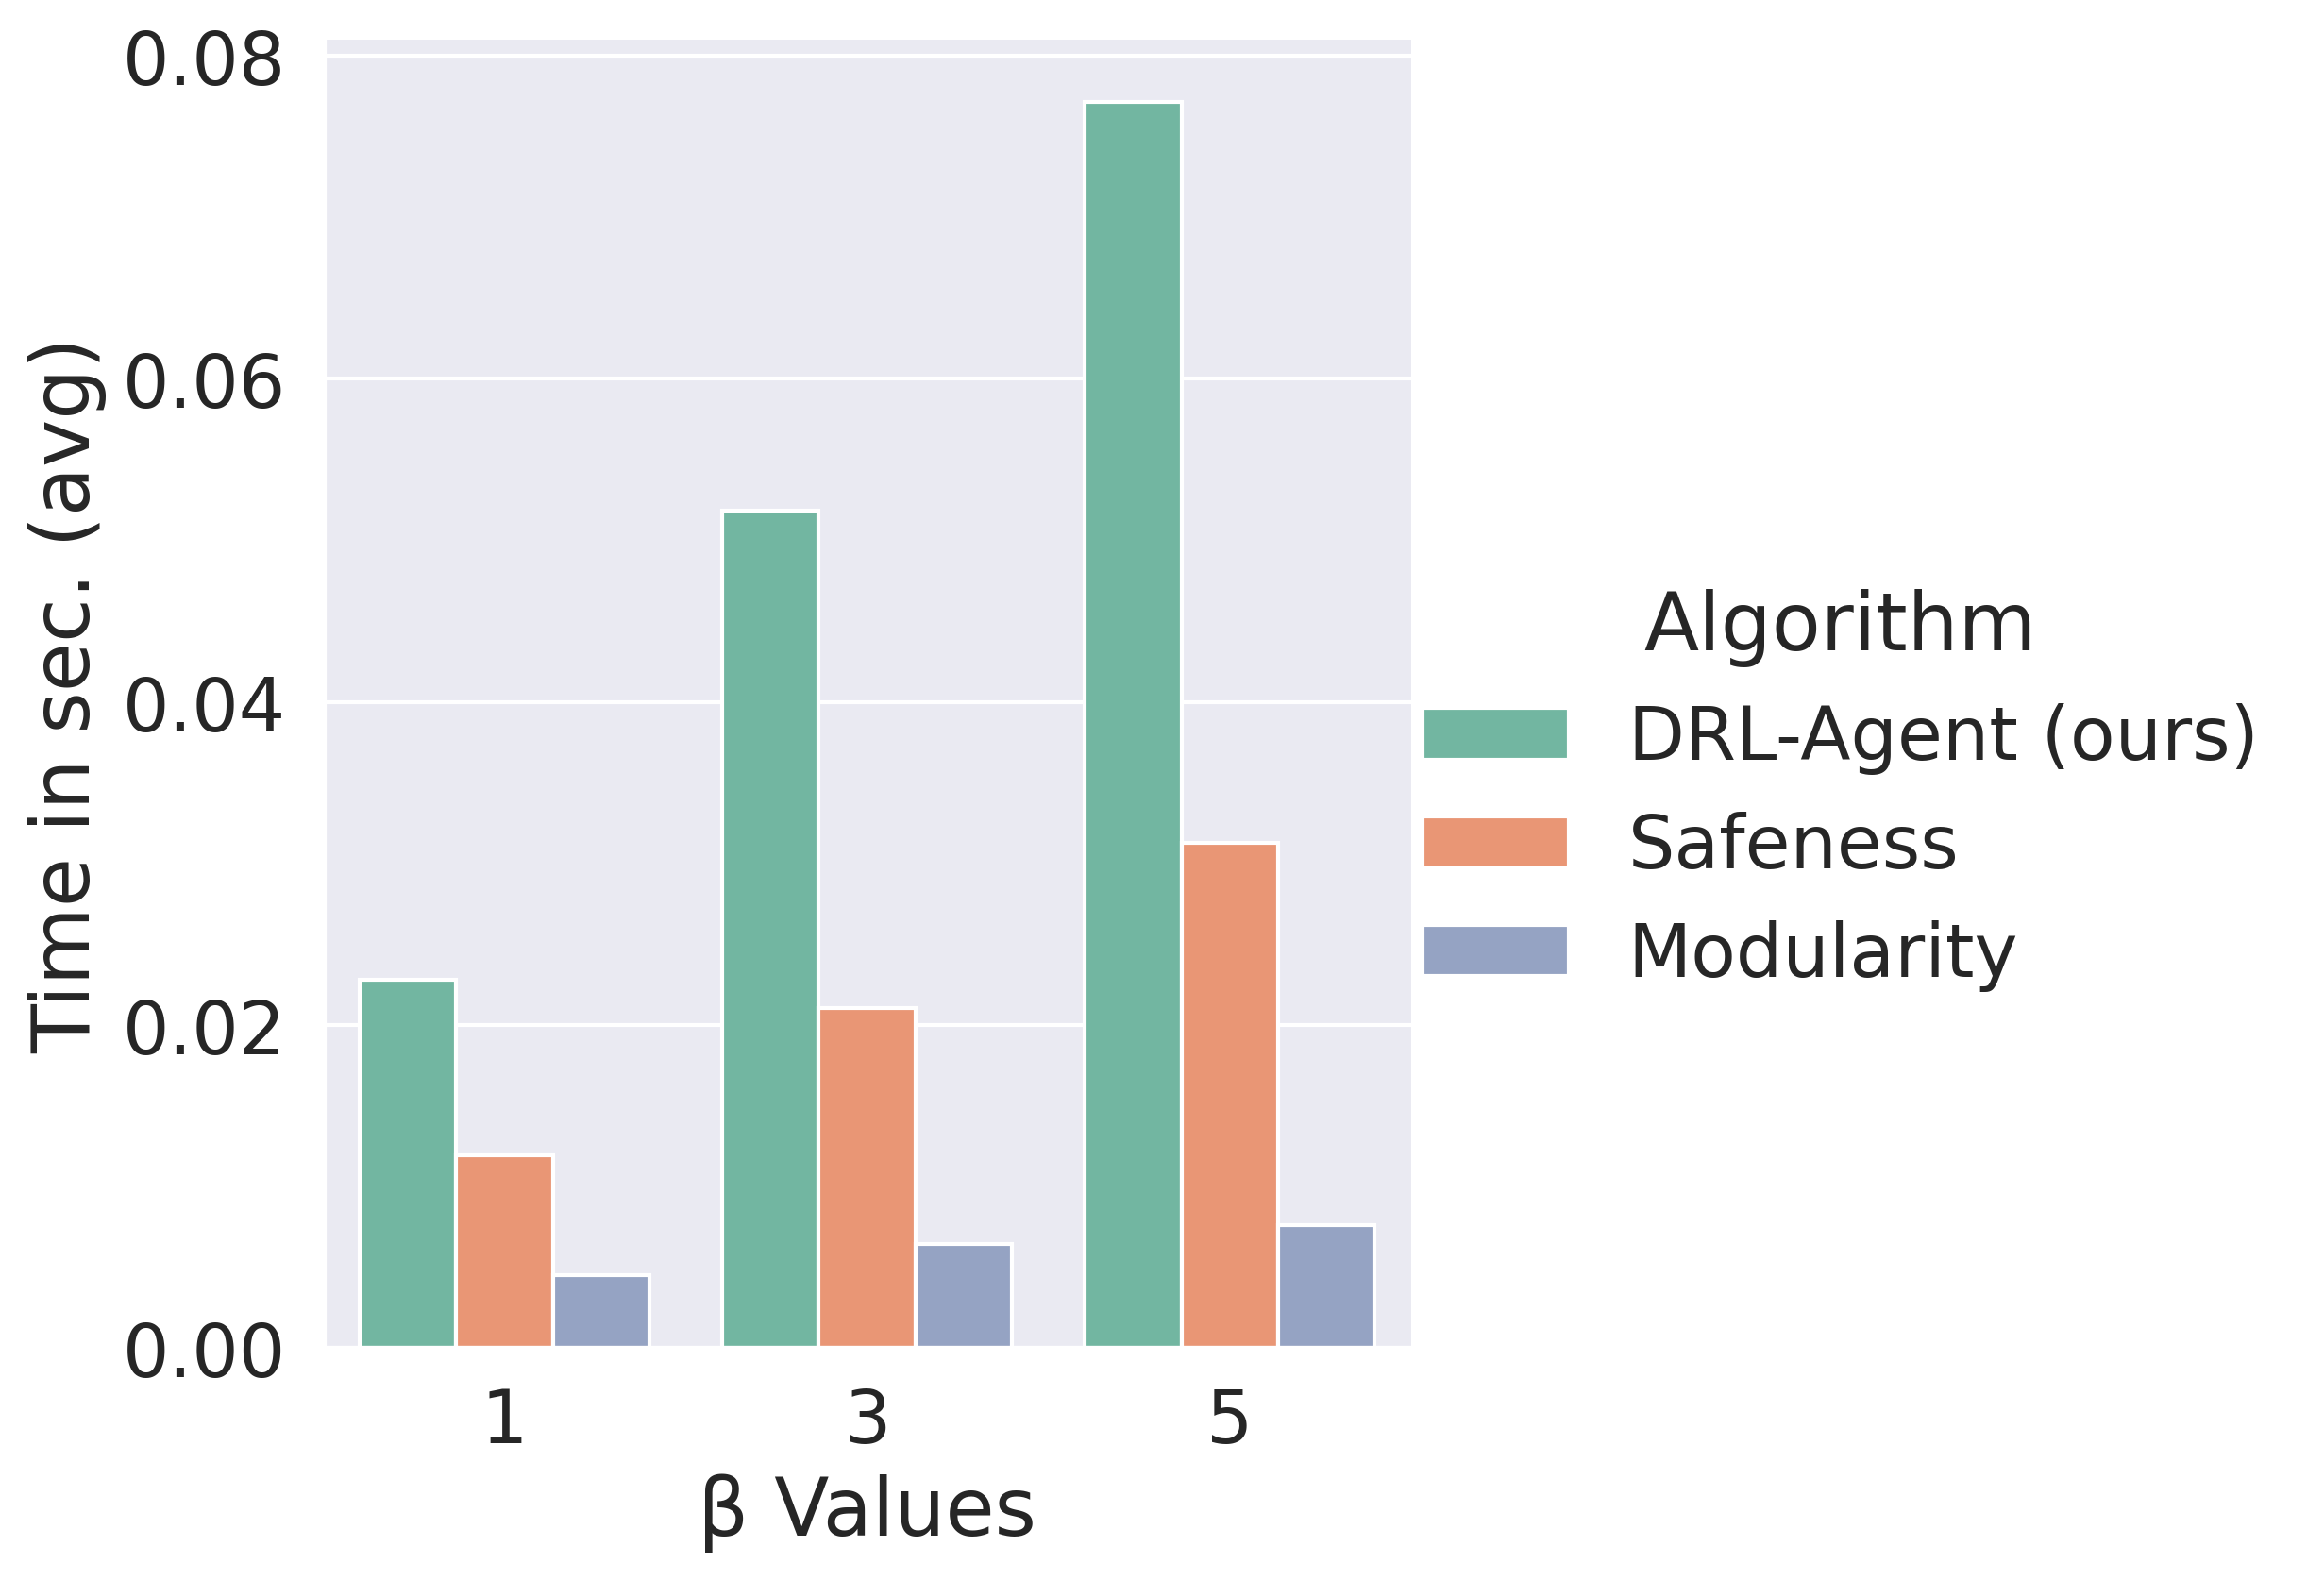 0.08
0.06
0.04
0.02
0.00
Time in sec. (avg)
1 3 5
β Values
Algorithm
DRL-Agent (ours)
Safeness
Modularity